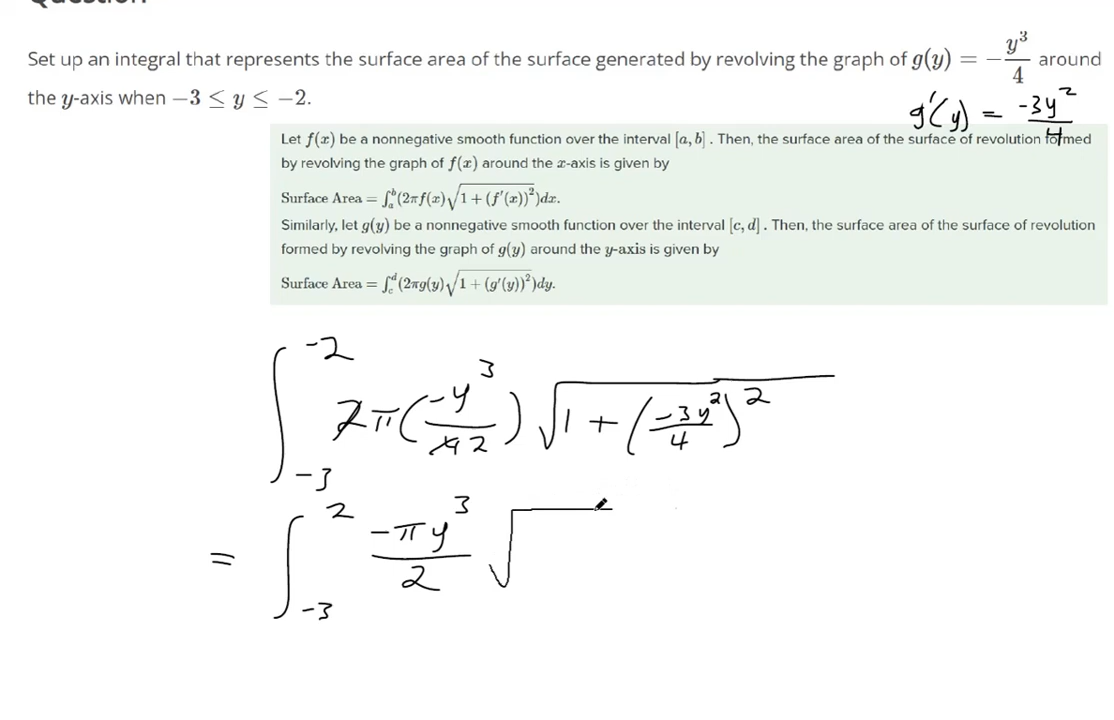 Set up an integral that represents the surface area of the surface generated by revolving the graph of g(y) = −y³/4 around
the y-axis when −3 ≤ y ≤ −2.
g'(y) = -3y²/4
Let f(x) be a nonnegative smooth function over the interval [a, b] . Then, the surface area of the surface of revolution formed
by revolving the graph of f(x) around the x-axis is given by
Surface Area = ∫ₐᵇ(2πf(x)√(1 + (f′(x))²))dx.
Similarly, let g(y) be a nonnegative smooth function over the interval [c, d] . Then, the surface area of the surface of revolution
formed by revolving the graph of g(y) around the y-axis is given by
Surface Area = ∫_c^d(2πg(y)√(1 + (g′(y))²))dy.
∫_{-3}^{-2} 2π(-y³/4 2) √(1 + (-3y²/4)²)
= ∫_{-3}^{2} -πy³/2 √